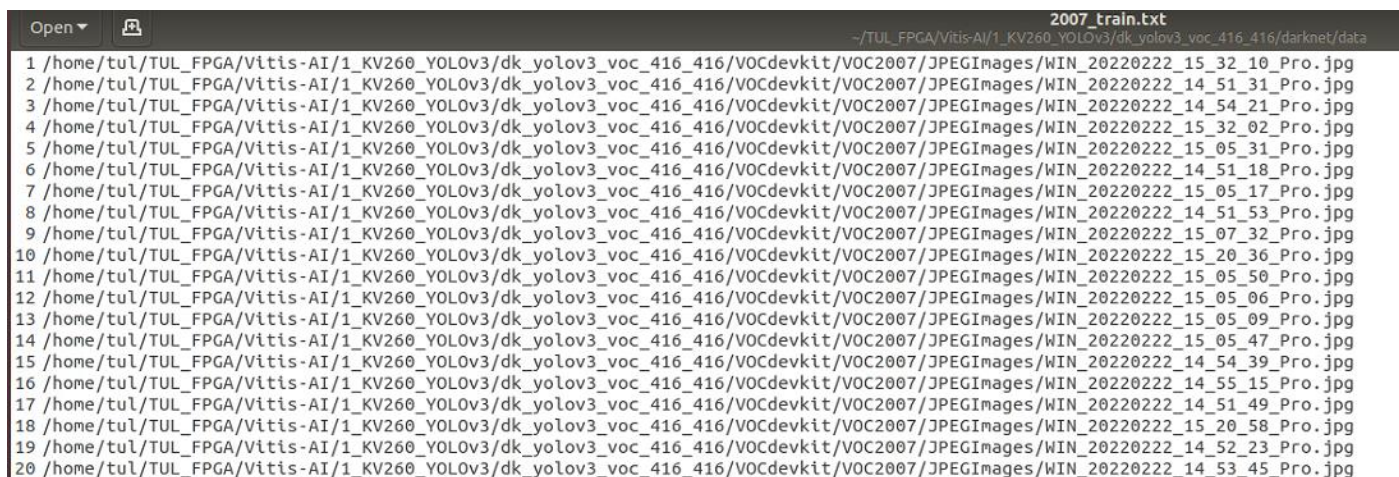 Open
2007_train.txt
~/TUL_FPGA/Vitis-AI/1_KV260_YOLOv3/dk_yolov3_voc_416_416/darknet/data
1 /home/tul/TUL_FPGA/Vitis-AI/1_KV260_YOLOv3/dk_yolov3_voc_416_416/VOCdevkit/VOC2007/JPEGImages/WIN_20220222_15_32_10_Pro.jpg
2 /home/tul/TUL_FPGA/Vitis-AI/1_KV260_YOLOv3/dk_yolov3_voc_416_416/VOCdevkit/VOC2007/JPEGImages/WIN_20220222_14_51_31_Pro.jpg
3 /home/tul/TUL_FPGA/Vitis-AI/1_KV260_YOLOv3/dk_yolov3_voc_416_416/VOCdevkit/VOC2007/JPEGImages/WIN_20220222_14_54_21_Pro.jpg
4 /home/tul/TUL_FPGA/Vitis-AI/1_KV260_YOLOv3/dk_yolov3_voc_416_416/VOCdevkit/VOC2007/JPEGImages/WIN_20220222_15_32_02_Pro.jpg
5 /home/tul/TUL_FPGA/Vitis-AI/1_KV260_YOLOv3/dk_yolov3_voc_416_416/VOCdevkit/VOC2007/JPEGImages/WIN_20220222_15_05_31_Pro.jpg
6 /home/tul/TUL_FPGA/Vitis-AI/1_KV260_YOLOv3/dk_yolov3_voc_416_416/VOCdevkit/VOC2007/JPEGImages/WIN_20220222_14_51_18_Pro.jpg
7 /home/tul/TUL_FPGA/Vitis-AI/1_KV260_YOLOv3/dk_yolov3_voc_416_416/VOCdevkit/VOC2007/JPEGImages/WIN_20220222_15_05_17_Pro.jpg
8 /home/tul/TUL_FPGA/Vitis-AI/1_KV260_YOLOv3/dk_yolov3_voc_416_416/VOCdevkit/VOC2007/JPEGImages/WIN_20220222_14_51_53_Pro.jpg
9 /home/tul/TUL_FPGA/Vitis-AI/1_KV260_YOLOv3/dk_yolov3_voc_416_416/VOCdevkit/VOC2007/JPEGImages/WIN_20220222_15_07_32_Pro.jpg
10 /home/tul/TUL_FPGA/Vitis-AI/1_KV260_YOLOv3/dk_yolov3_voc_416_416/VOCdevkit/VOC2007/JPEGImages/WIN_20220222_15_20_36_Pro.jpg
11 /home/tul/TUL_FPGA/Vitis-AI/1_KV260_YOLOv3/dk_yolov3_voc_416_416/VOCdevkit/VOC2007/JPEGImages/WIN_20220222_15_05_50_Pro.jpg
12 /home/tul/TUL_FPGA/Vitis-AI/1_KV260_YOLOv3/dk_yolov3_voc_416_416/VOCdevkit/VOC2007/JPEGImages/WIN_20220222_15_05_06_Pro.jpg
13 /home/tul/TUL_FPGA/Vitis-AI/1_KV260_YOLOv3/dk_yolov3_voc_416_416/VOCdevkit/VOC2007/JPEGImages/WIN_20220222_15_05_09_Pro.jpg
14 /home/tul/TUL_FPGA/Vitis-AI/1_KV260_YOLOv3/dk_yolov3_voc_416_416/VOCdevkit/VOC2007/JPEGImages/WIN_20220222_15_05_47_Pro.jpg
15 /home/tul/TUL_FPGA/Vitis-AI/1_KV260_YOLOv3/dk_yolov3_voc_416_416/VOCdevkit/VOC2007/JPEGImages/WIN_20220222_14_54_39_Pro.jpg
16 /home/tul/TUL_FPGA/Vitis-AI/1_KV260_YOLOv3/dk_yolov3_voc_416_416/VOCdevkit/VOC2007/JPEGImages/WIN_20220222_14_55_15_Pro.jpg
17 /home/tul/TUL_FPGA/Vitis-AI/1_KV260_YOLOv3/dk_yolov3_voc_416_416/VOCdevkit/VOC2007/JPEGImages/WIN_20220222_14_51_49_Pro.jpg
18 /home/tul/TUL_FPGA/Vitis-AI/1_KV260_YOLOv3/dk_yolov3_voc_416_416/VOCdevkit/VOC2007/JPEGImages/WIN_20220222_15_20_58_Pro.jpg
19 /home/tul/TUL_FPGA/Vitis-AI/1_KV260_YOLOv3/dk_yolov3_voc_416_416/VOCdevkit/VOC2007/JPEGImages/WIN_20220222_14_52_23_Pro.jpg
20 /home/tul/TUL_FPGA/Vitis-AI/1_KV260_YOLOv3/dk_yolov3_voc_416_416/VOCdevkit/VOC2007/JPEGImages/WIN_20220222_14_53_45_Pro.jpg